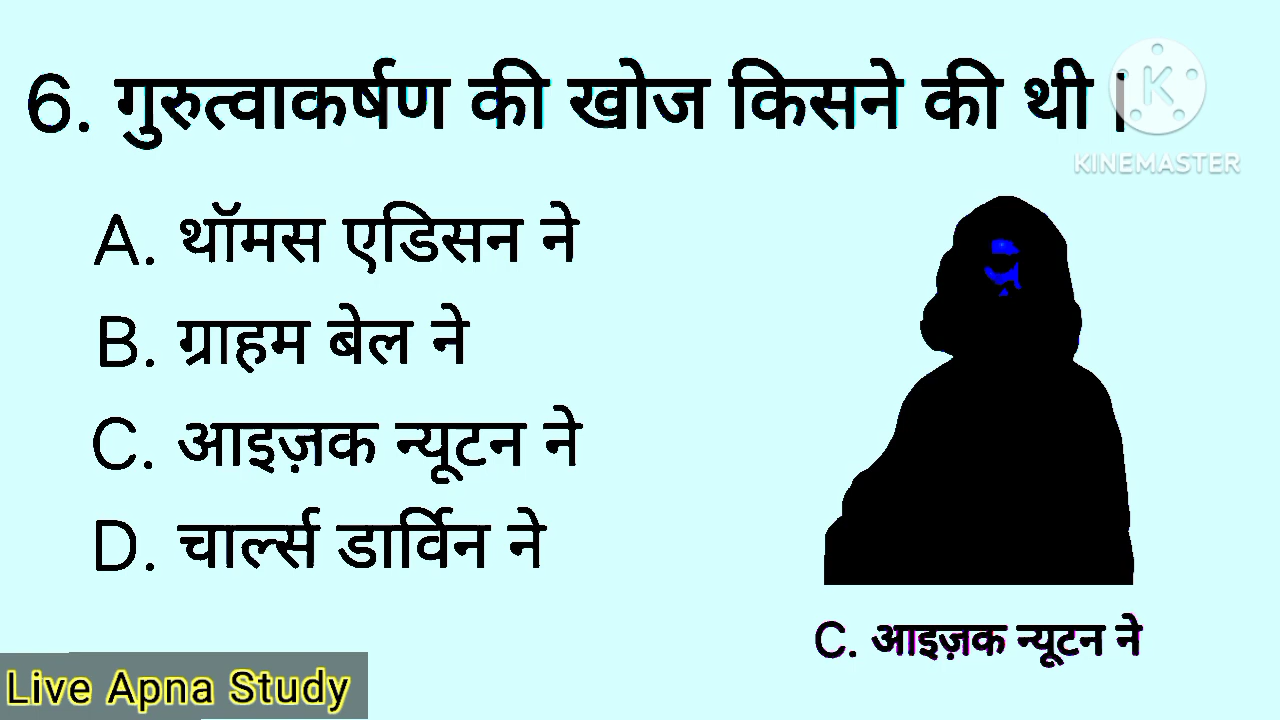 6. गुरुत्वाकर्षण की खोज किसने की थी |
KINEMASTER
A. थॉमस एडिसन ने
B. ग्राहम बेल ने
C. आइज़क न्यूटन ने
D. चार्ल्स डार्विन ने
C. आइज़क न्यूटन ने
Live Apna Study